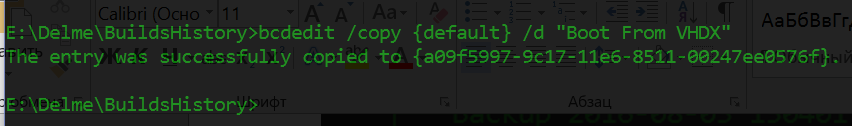 Calibri (Осно
11
E:\Delme\BuildsHistory>bcdedit /copy {default} /d "Boot From VHDX"
The entry was successfully copied to {a09f5997-9c17-11e6-8511-00247ee0576f}.
E:\Delme\BuildsHistory>
Шрифт
Абзац
АаБбВвГг